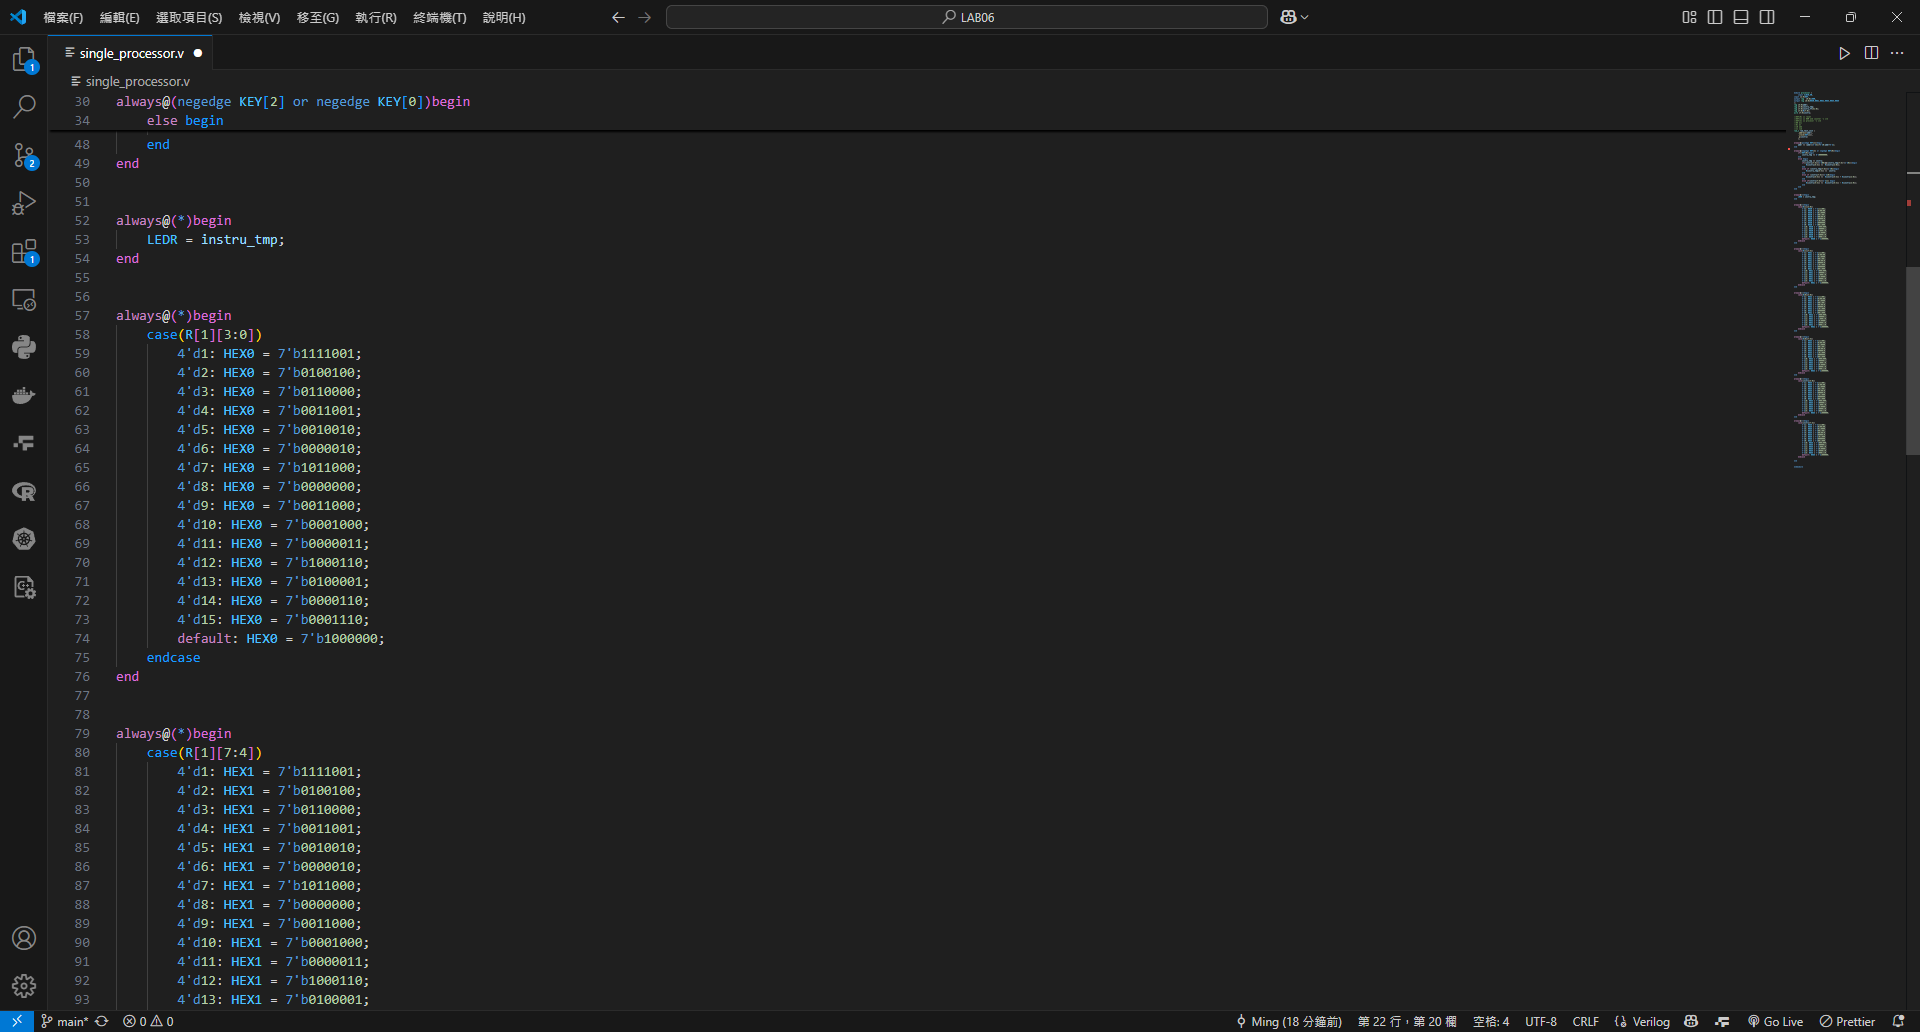 檔案(F) 編輯(E) 選取項目(S) 檢視(V) 移至(G) 執行(R) 終端機(T) 說明(H) LAB06
single_processor.v
single_processor.v
30 always@(negedge KEY[2] or negedge KEY[0])begin
34 else begin
48 end
49 end
50
51
52 always@(*)begin
53 LEDR = instru_tmp;
54 end
55
56
57 always@(*)begin
58 case(R[1][3:0])
59 4'd1: HEX0 = 7'b1111001;
60 4'd2: HEX0 = 7'b0100100;
61 4'd3: HEX0 = 7'b0110000;
62 4'd4: HEX0 = 7'b0011001;
63 4'd5: HEX0 = 7'b0010010;
64 4'd6: HEX0 = 7'b0000010;
65 4'd7: HEX0 = 7'b1011000;
66 4'd8: HEX0 = 7'b0000000;
67 4'd9: HEX0 = 7'b0011000;
68 4'd10: HEX0 = 7'b0001000;
69 4'd11: HEX0 = 7'b0000011;
70 4'd12: HEX0 = 7'b1000110;
71 4'd13: HEX0 = 7'b0100001;
72 4'd14: HEX0 = 7'b0000110;
73 4'd15: HEX0 = 7'b0001110;
74 default: HEX0 = 7'b1000000;
75 endcase
76 end
77
78
79 always@(*)begin
80 case(R[1][7:4])
81 4'd1: HEX1 = 7'b1111001;
82 4'd2: HEX1 = 7'b0100100;
83 4'd3: HEX1 = 7'b0110000;
84 4'd4: HEX1 = 7'b0011001;
85 4'd5: HEX1 = 7'b0010010;
86 4'd6: HEX1 = 7'b0000010;
87 4'd7: HEX1 = 7'b1011000;
88 4'd8: HEX1 = 7'b0000000;
89 4'd9: HEX1 = 7'b0011000;
90 4'd10: HEX1 = 7'b0001000;
91 4'd11: HEX1 = 7'b0000011;
92 4'd12: HEX1 = 7'b1000110;
93 4'd13: HEX1 = 7'b0100001;
1
2
1
main* 0 0 Ming (18 分鐘前) 第 22 行，第 20 欄 空格: 4 UTF-8 CRLF Verilog Go Live Prettier